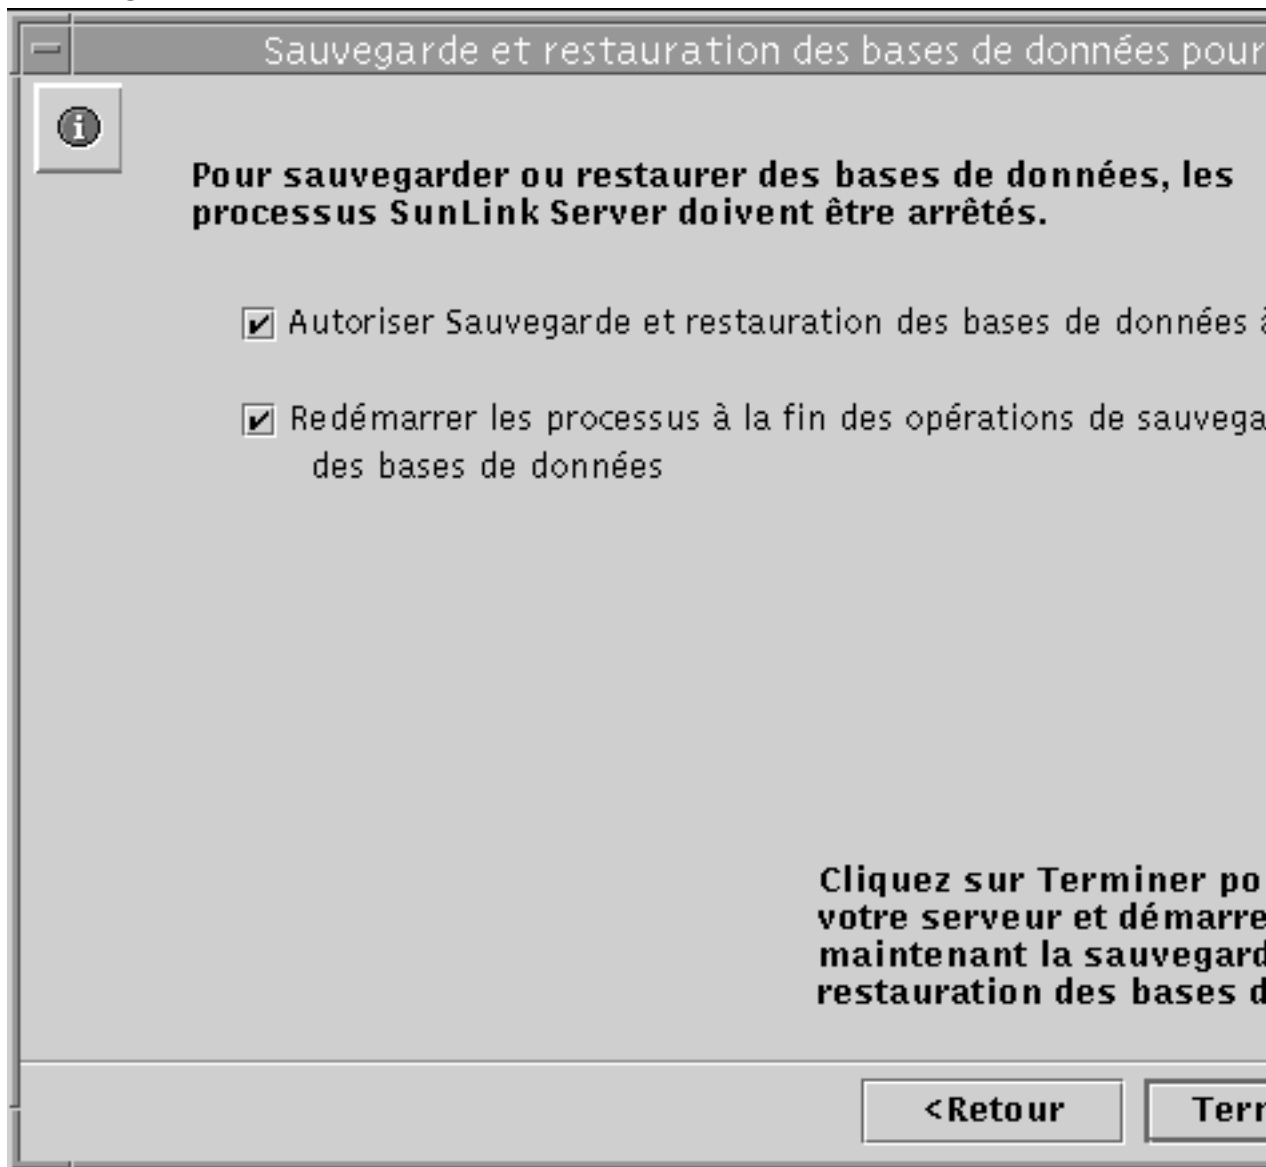 Sauvegarde et restauration des bases de données pour
Pour sauvegarder ou restaurer des bases de données, les
processus SunLink Server doivent être arrêtés.
Autoriser Sauvegarde et restauration des bases de données à
Redémarrer les processus à la fin des opérations de
des bases de données
Cliquez sur Terminer
votre serveur et
maintenant la
restauration des bases
<Retour